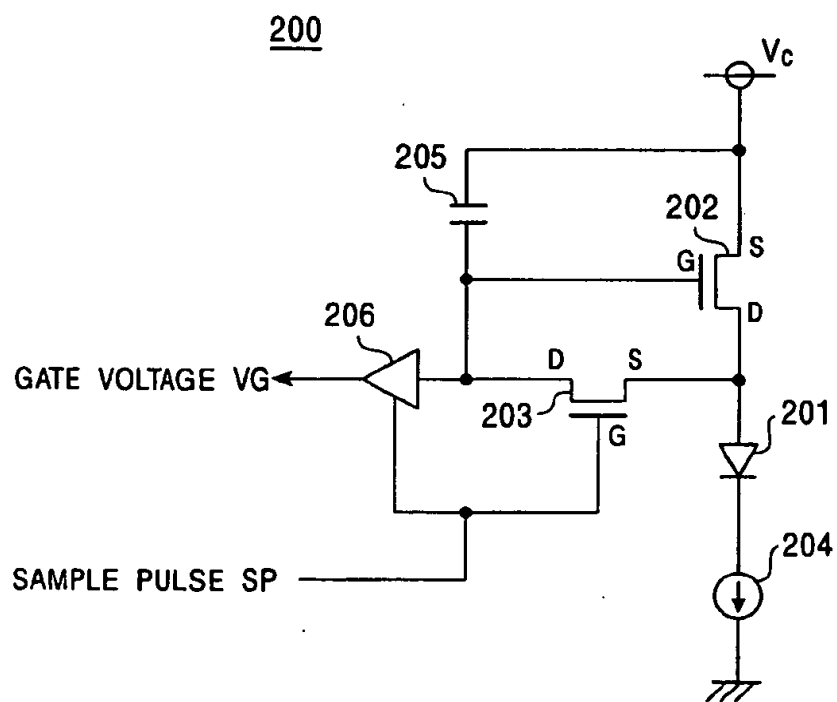 200
Vc
205
202
S
G
D
206
GATE VOLTAGE VG
D
S
203
G
201
SAMPLE PULSE SP
204